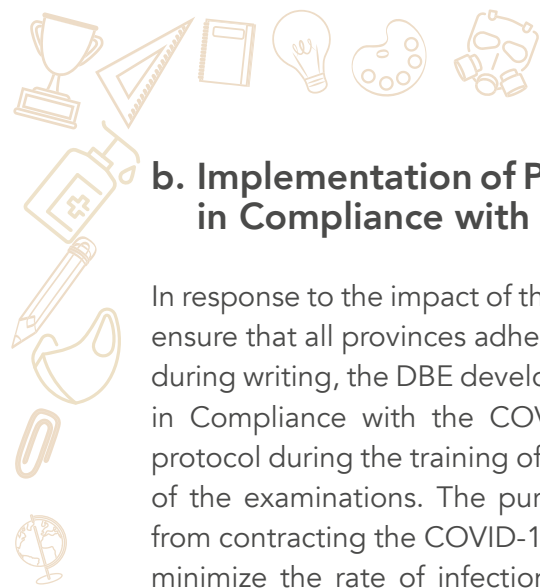 b. Implementation of P
in Compliance with
In response to the impact of th
ensure that all provinces adhe
during writing, the DBE develo
in Compliance with the COV
protocol during the training of
of the examinations. The pur
from contracting the COVID-1
minimize the rate of infection